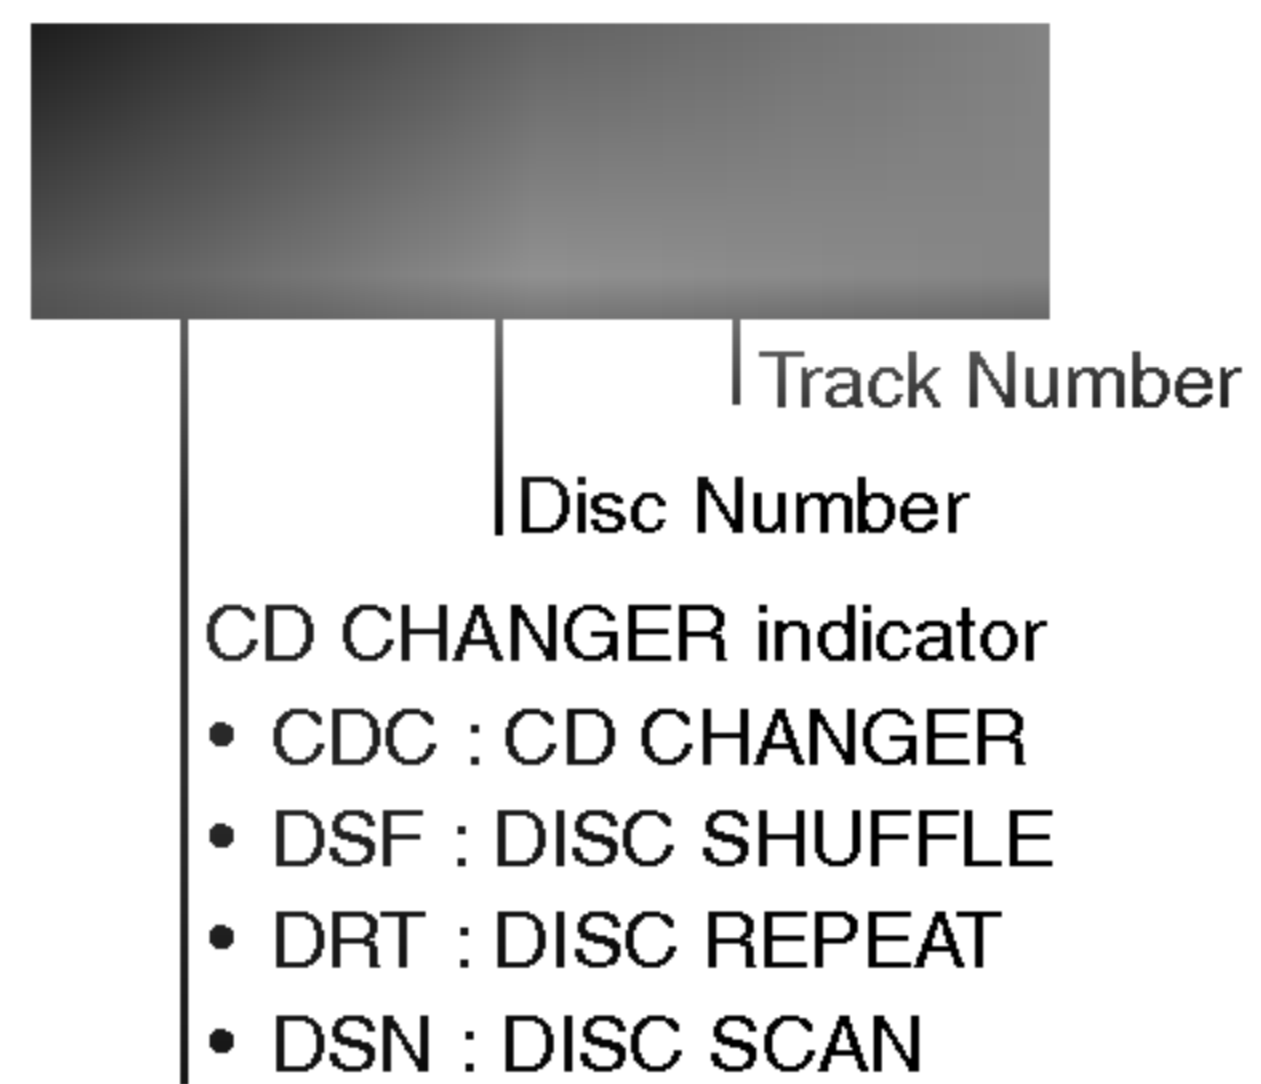 Track Number
Disc Number
CD CHANGER indicator
• CDC : CD CHANGER
• DSF : DISC SHUFFLE
• DRT : DISC REPEAT
• DSN : DISC SCAN